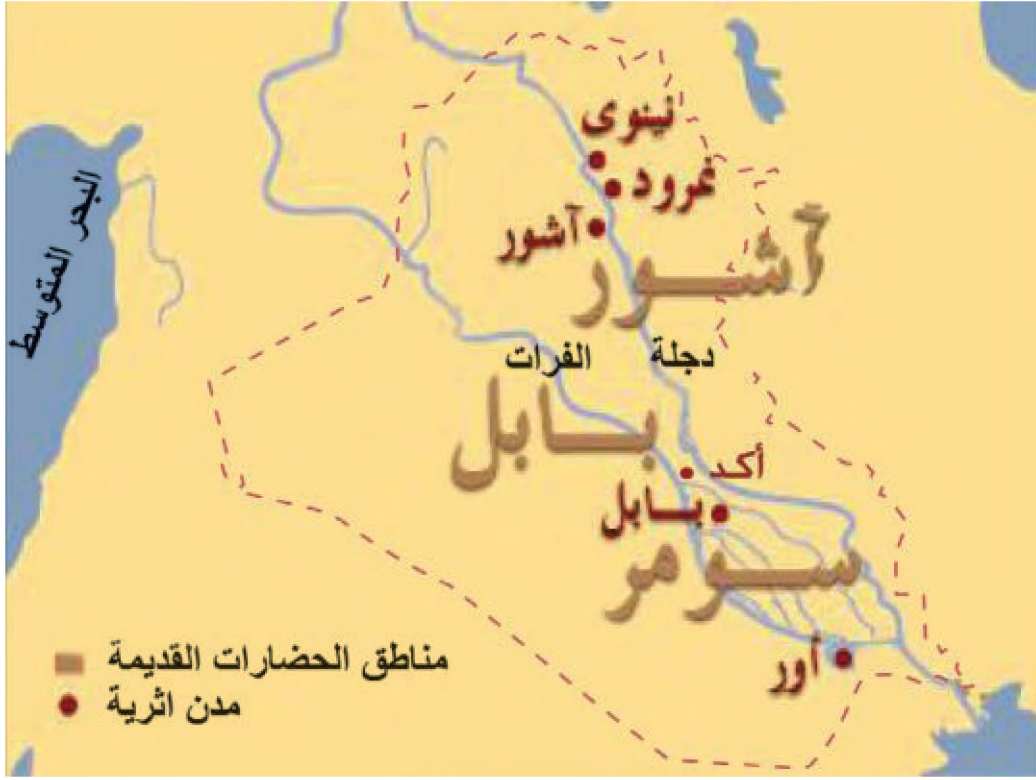 نينوى
نمرود
آشور
آشور
البحر المتوسط
دجلة
الفرات
بابل
أكد
بابل
سومر
أور
مناطق الحضارات القديمة
مدن اثرية